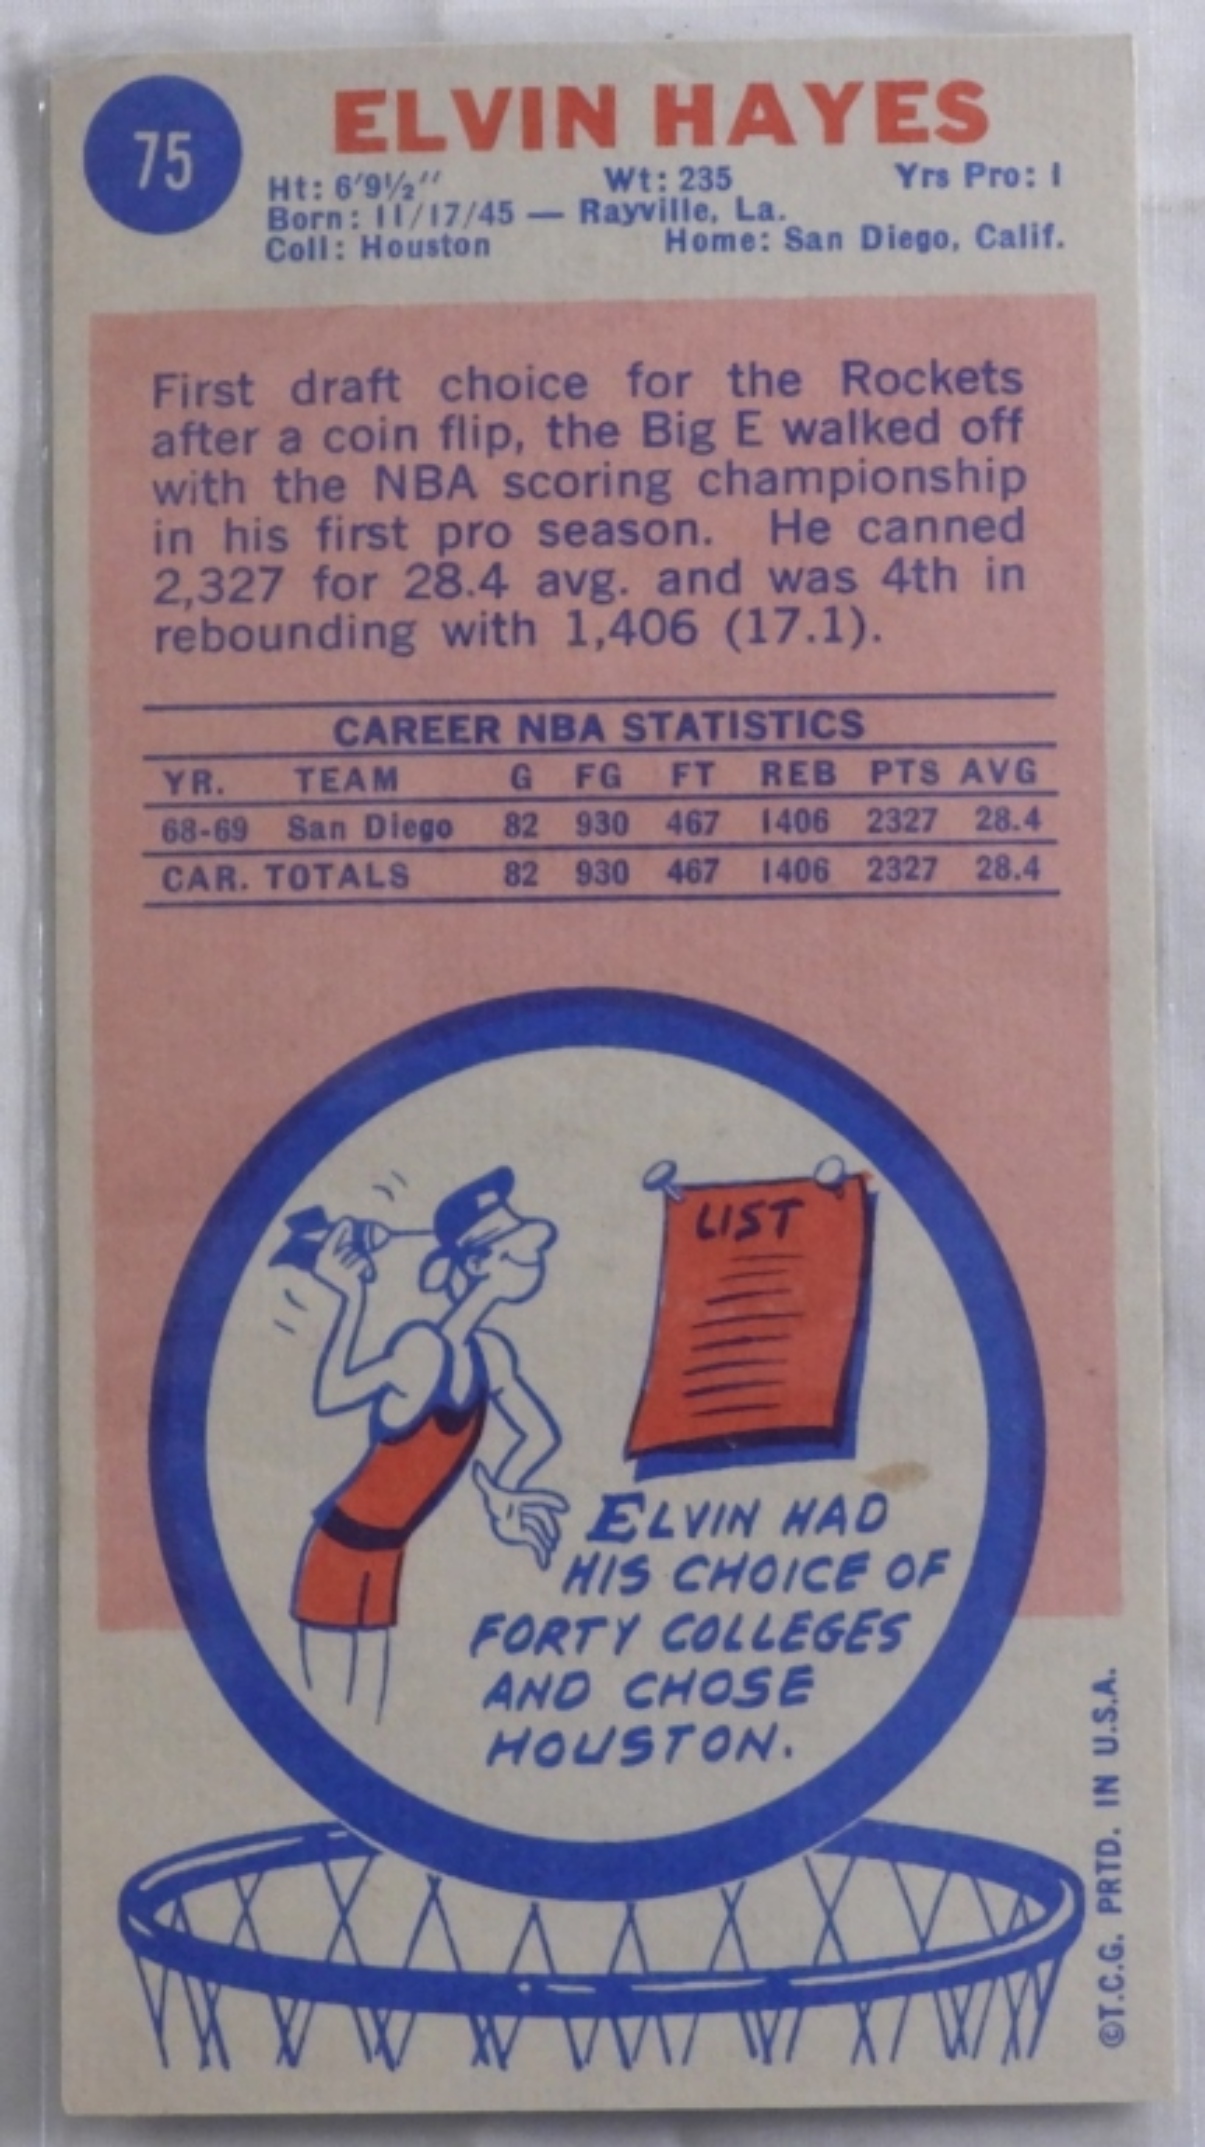 75
ELVIN HAYES
Ht: 6'9½" Wt: 235 Yrs Pro: 1
Born: 11/17/45 — Rayville, La.
Coll: Houston Home: San Diego, Calif.
First draft choice for the Rockets
after a coin flip, the Big E walked off
with the NBA scoring championship
in his first pro season. He canned
2,327 for 28.4 avg. and was 4th in
rebounding with 1,406 (17.1).
CAREER NBA STATISTICS
YR. TEAM G FG FT REB PTS AVG
68-69 San Diego 82 930 467 1406 2327 28.4
CAR. TOTALS 82 930 467 1406 2327 28.4
LIST
ELVIN HAD
HIS CHOICE OF
FORTY COLLEGES
AND CHOSE
HOUSTON.
©T.C.G. PRTD. IN U.S.A.